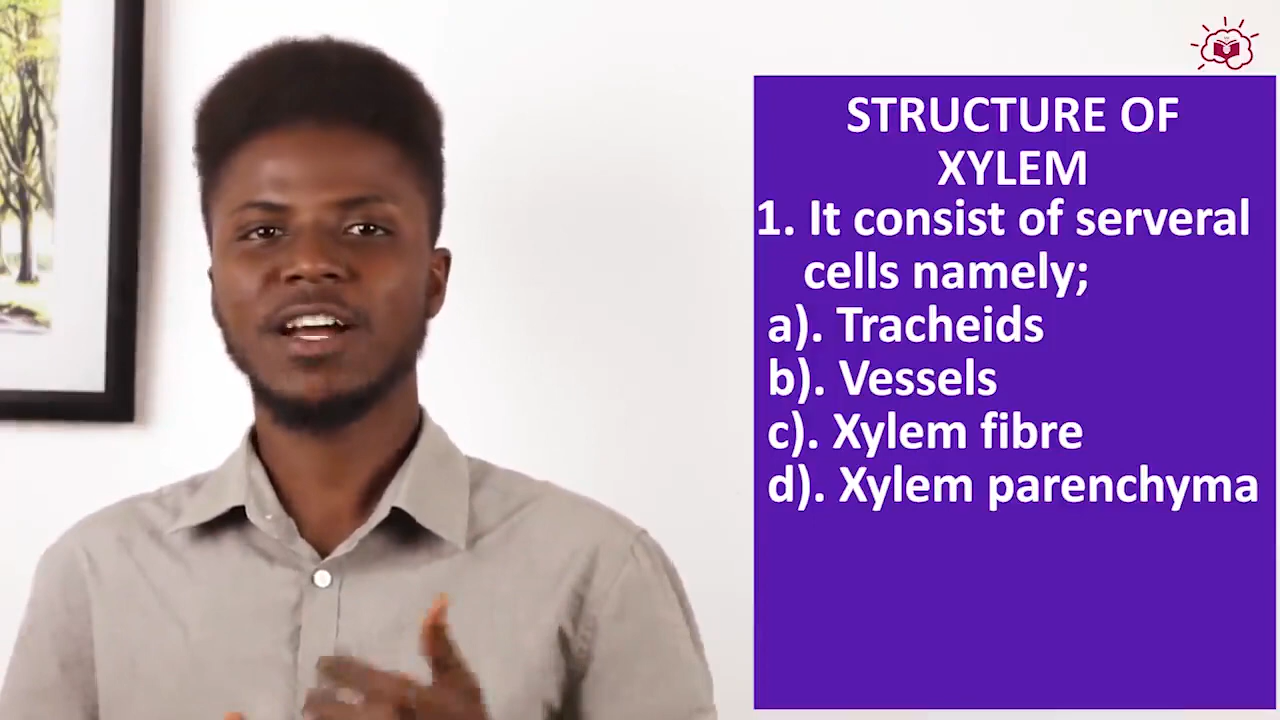 STRUCTURE OF
XYLEM
1. It consist of serveral
cells namely;
a). Tracheids
b). Vessels
c). Xylem fibre
d). Xylem parenchyma